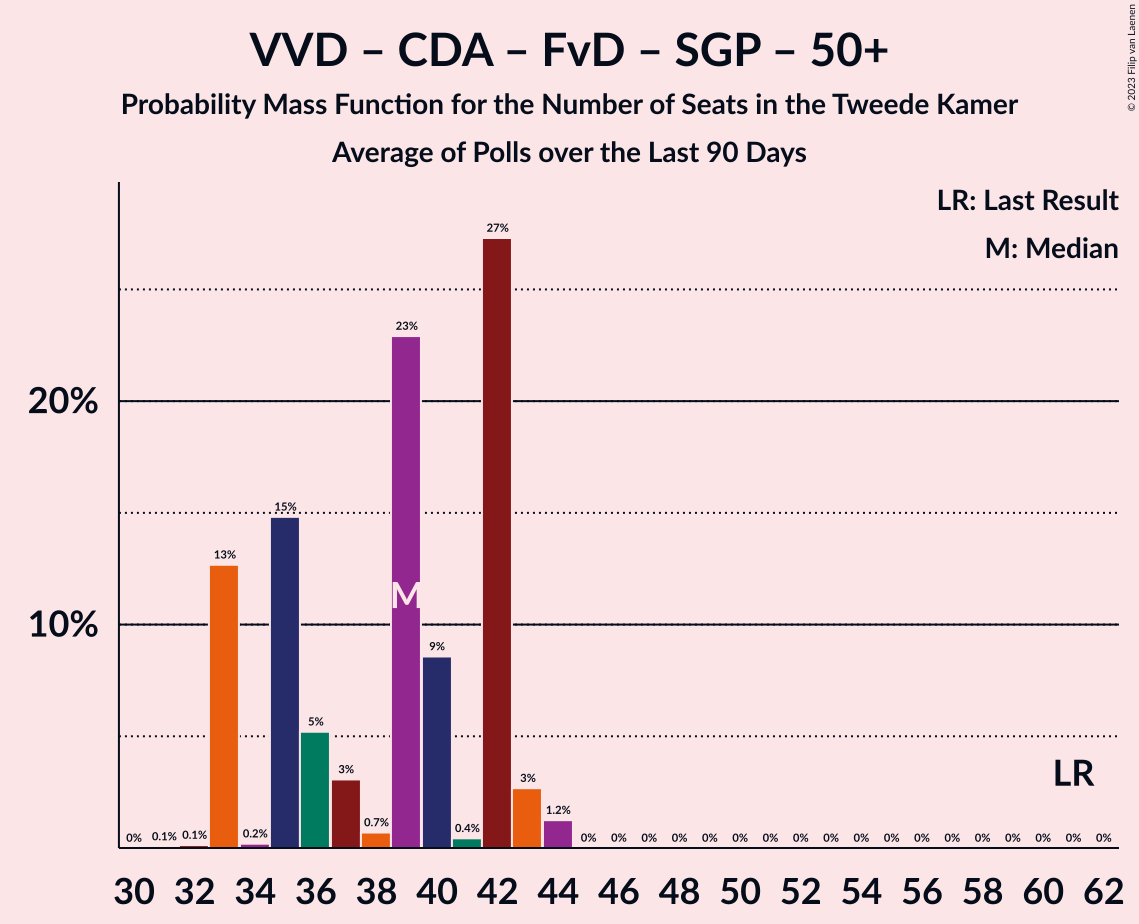 VVD – CDA – FvD – SGP – 50+
Probability Mass Function for the Number of Seats in the Tweede Kamer
Average of Polls over the Last 90 Days
© 2023 Filip van Laenen
LR: Last Result
M: Median
27%
23%
20%
15%
13%
M
10%
9%
5%
3%
3%
LR
1.2%
0% 0.1% 0.1% 0.2% 0.7% 0.4% 0% 0% 0% 0% 0% 0% 0% 0% 0% 0% 0% 0% 0% 0% 0% 0% 0% 0%
30 32 34 36 38 40 42 44 46 48 50 52 54 56 58 60 62